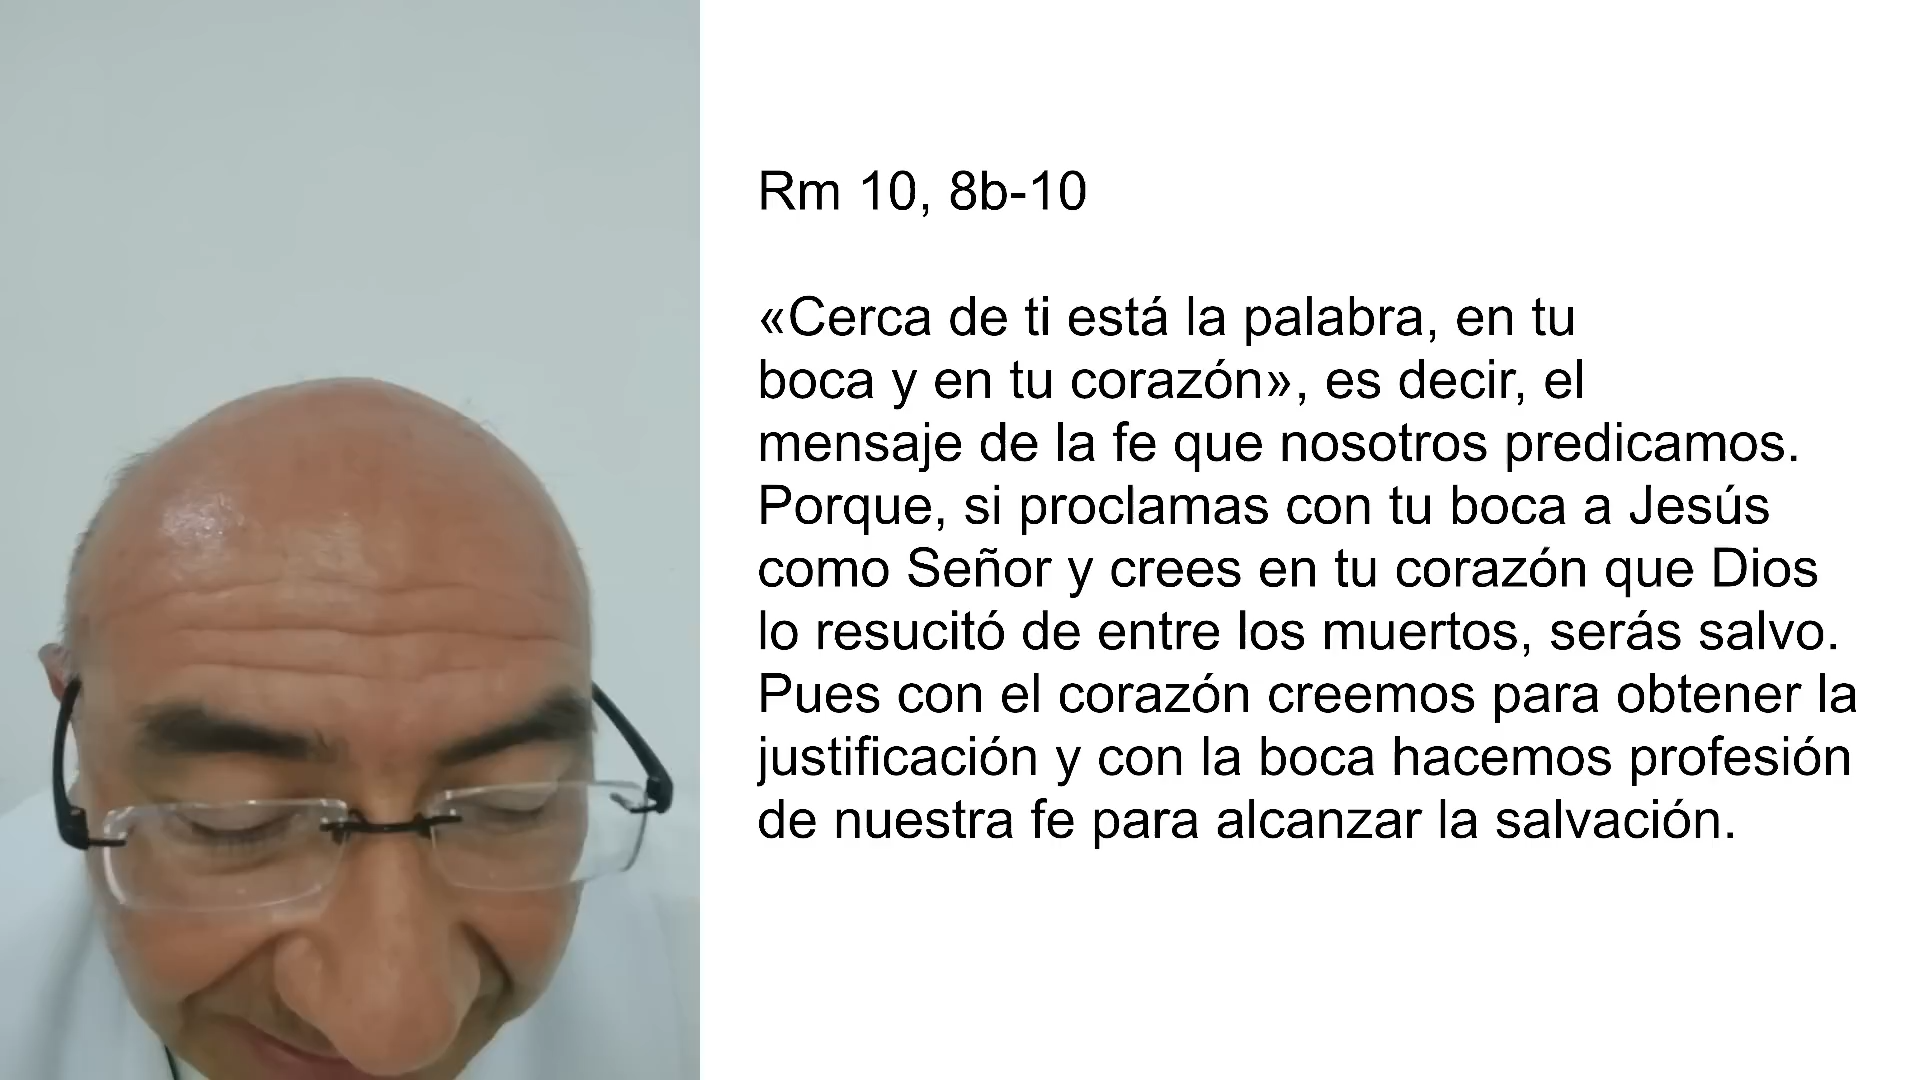 Rm 10, 8b-10
«Cerca de ti está la palabra, en tu
boca y en tu corazón», es decir, el
mensaje de la fe que nosotros predicamos.
Porque, si proclamas con tu boca a Jesús
como Señor y crees en tu corazón que Dios
lo resucitó de entre los muertos, serás salvo.
Pues con el corazón creemos para obtener la
justificación y con la boca hacemos profesión
de nuestra fe para alcanzar la salvación.